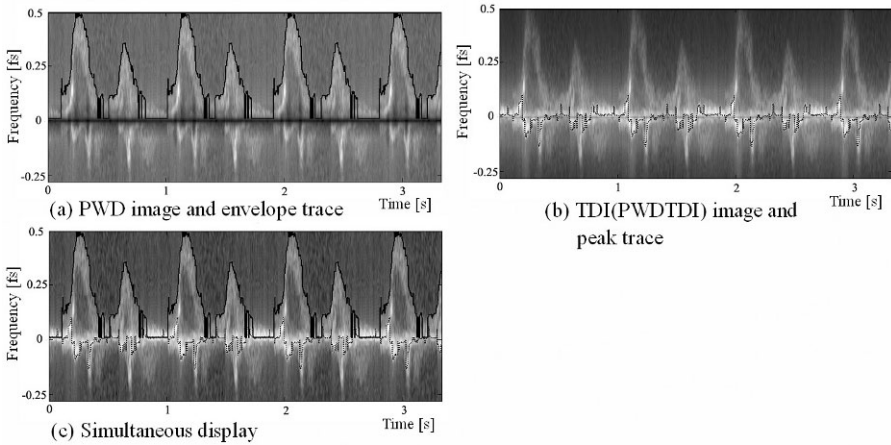 Frequency [fs]
0.5
0.25
0
-0.25
0
1
2
3
Time [s]
(a) PWD image and envelope trace
Frequency [fs]
0.5
0.25
0
-0.25
0
1
2
3
Time [s]
(b) TDI(PWDTDI) image and
peak trace
Frequency [fs]
0.5
0.25
0
-0.25
0
1
2
3
Time [s]
(c) Simultaneous display